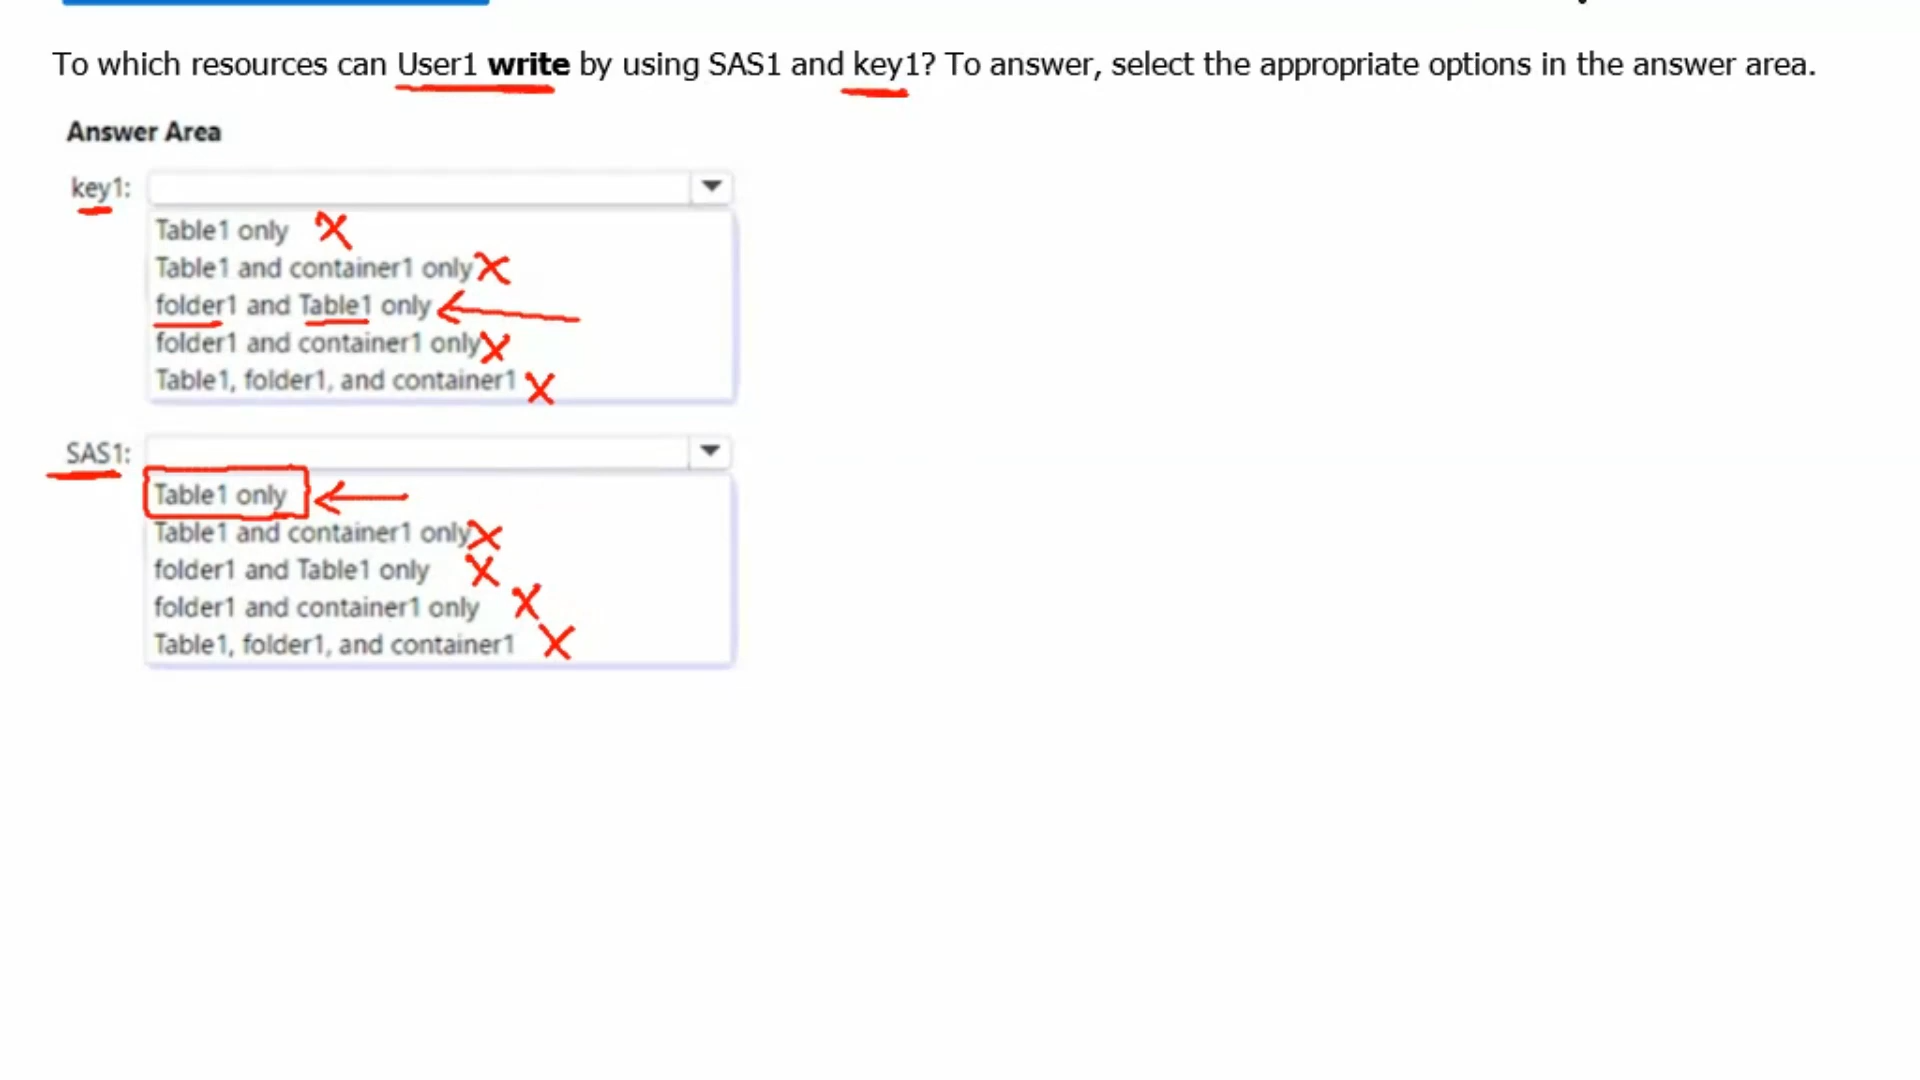 To which resources can User1 write by using SAS1 and key1? To answer, select the appropriate options in the answer area.
Answer Area
key1:
Table1 only
Table1 and container1 only
folder1 and Table1 only
folder1 and container1 only
Table1, folder1, and container1
SAS1:
Table1 only
Table1 and container1 only
folder1 and Table1 only
folder1 and container1 only
Table1, folder1, and container1